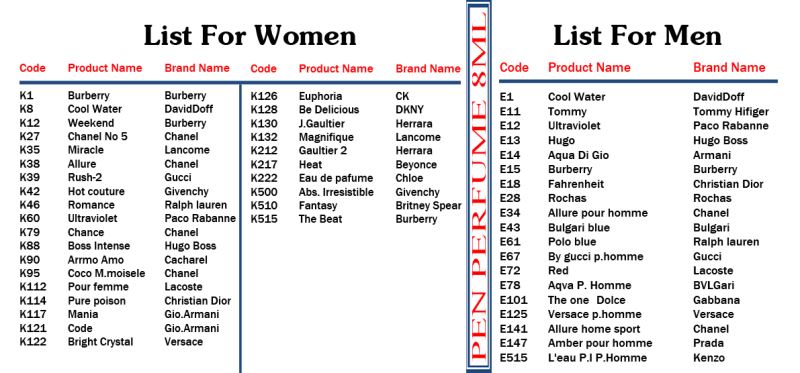 List For Women
Code Product Name Brand Name
K1 Burberry Burberry
K8 Cool Water DavidDoff
K12 Weekend Burberry
K27 Chanel No 5 Chanel
K35 Miracle Lancome
K38 Allure Chanel
K39 Rush-2 Gucci
K42 Hot couture Givenchy
K46 Romance Ralph lauren
K60 Ultraviolet Paco Rabanne
K79 Chance Chanel
K88 Boss Intense Hugo Boss
K90 Arrmo Amo Cacharel
K95 Coco M.moisele Chanel
K112 Pour femme Lacoste
K114 Pure poison Christian Dior
K117 Mania Gio.Armani
K121 Code Gio.Armani
K122 Bright Crystal Versace
Code Product Name Brand Name
K126 Euphoria CK
K128 Be Delicious DKNY
K130 J.Gaultier Herrara
K132 Magnifique Lancome
K212 Gaultier 2 Herrara
K217 Heat Beyonce
K222 Eau de pafume Chloe
K500 Abs. Irresistible Givenchy
K510 Fantasy Britney Spear
K515 The Beat Burberry
PEN PERFUME 8ML
List For Men
Code Product Name Brand Name
E1 Cool Water DavidDoff
E11 Tommy Tommy Hifiger
E12 Ultraviolet Paco Rabanne
E13 Hugo Hugo Boss
E14 Aqua Di Gio Armani
E15 Burberry Burberry
E18 Fahrenheit Christian Dior
E28 Rochas Rochas
E34 Allure pour homme Chanel
E43 Bulgari blue Bulgari
E61 Polo blue Ralph lauren
E67 By gucci p.homme Gucci
E72 Red Lacoste
E78 Aqva P. Homme BVLGari
E101 The one Dolce Gabbana
E125 Versace p.homme Versace
E141 Allure home sport Chanel
E147 Amber pour homme Prada
E515 L'eau P.I P.Homme Kenzo